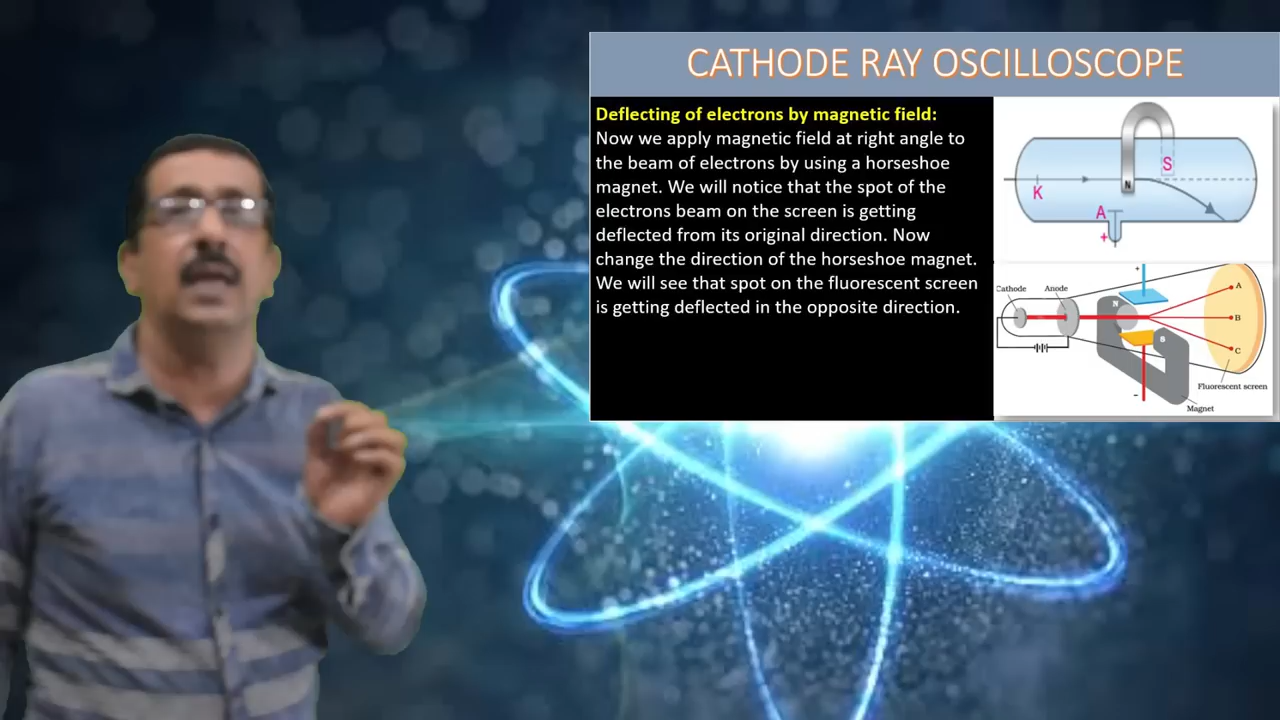 CATHODE RAY OSCILLOSCOPE
Deflecting of electrons by magnetic field:
Now we apply magnetic field at right angle to
the beam of electrons by using a horseshoe
magnet. We will notice that the spot of the
electrons beam on the screen is getting
deflected from its original direction. Now
change the direction of the horseshoe magnet.
We will see that spot on the fluorescent screen
is getting deflected in the opposite direction.
S
N
K
A
+
+
Cathode
Anode
N
S
A
B
C
Fluorescent screen
-
Magnet